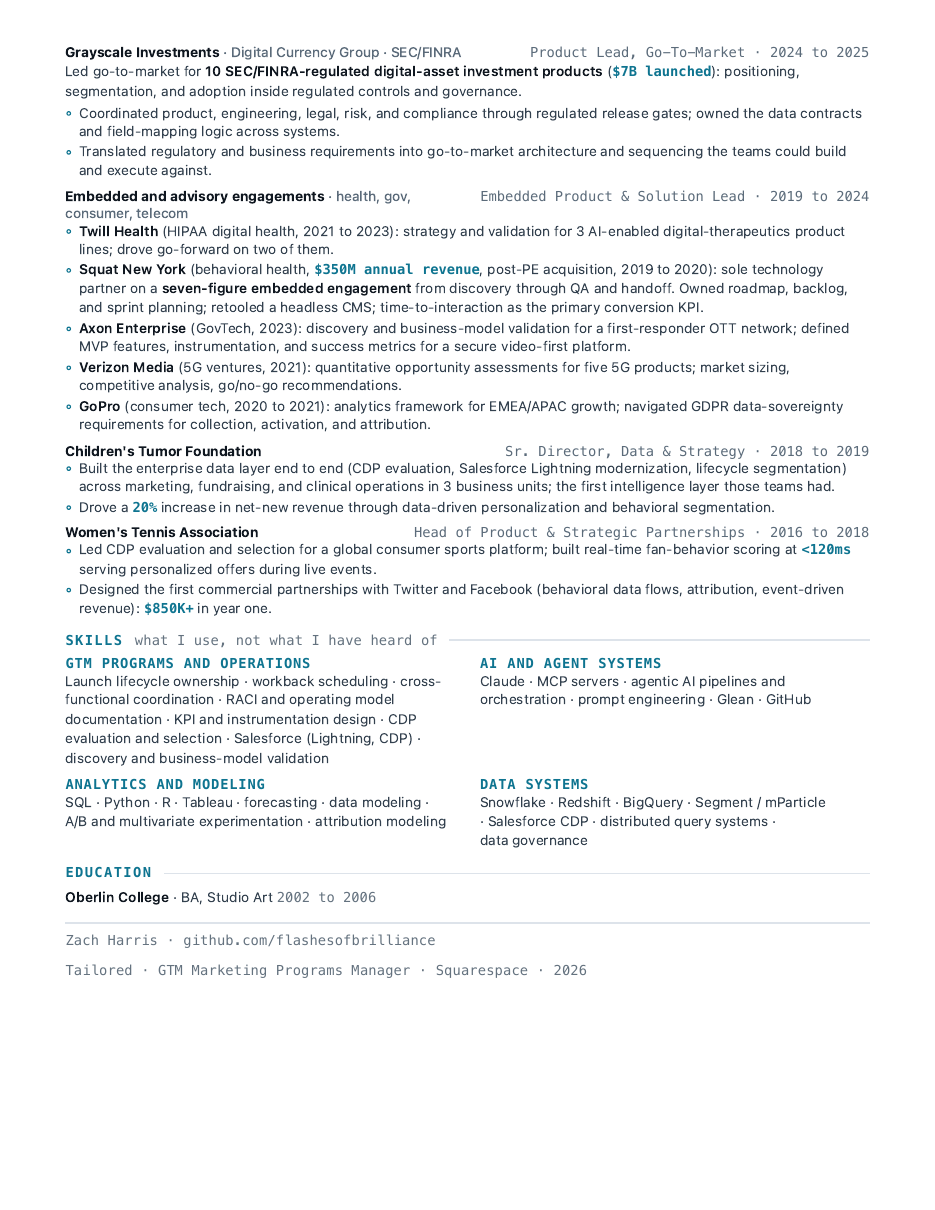 Grayscale Investments · Digital Currency Group · SEC/FINRA Product Lead, Go-To-Market · 2024 to 2025
Led go-to-market for 10 SEC/FINRA-regulated digital-asset investment products ($7B launched): positioning,
segmentation, and adoption inside regulated controls and governance.
Coordinated product, engineering, legal, risk, and compliance through regulated release gates; owned the data contracts
and field-mapping logic across systems.
Translated regulatory and business requirements into go-to-market architecture and sequencing the teams could build
and execute against.
Embedded and advisory engagements · health, gov, Embedded Product & Solution Lead · 2019 to 2024
consumer, telecom
Twill Health (HIPAA digital health, 2021 to 2023): strategy and validation for 3 AI-enabled digital-therapeutics product
lines; drove go-forward on two of them.
Squat New York (behavioral health, $350M annual revenue, post-PE acquisition, 2019 to 2020): sole technology
partner on a seven-figure embedded engagement from discovery through QA and handoff. Owned roadmap, backlog,
and sprint planning; retooled a headless CMS; time-to-interaction as the primary conversion KPI.
Axon Enterprise (GovTech, 2023): discovery and business-model validation for a first-responder OTT network; defined
MVP features, instrumentation, and success metrics for a secure video-first platform.
Verizon Media (5G ventures, 2021): quantitative opportunity assessments for five 5G products; market sizing,
competitive analysis, go/no-go recommendations.
GoPro (consumer tech, 2020 to 2021): analytics framework for EMEA/APAC growth; navigated GDPR data-sovereignty
requirements for collection, activation, and attribution.
Children's Tumor Foundation Sr. Director, Data & Strategy · 2018 to 2019
Built the enterprise data layer end to end (CDP evaluation, Salesforce Lightning modernization, lifecycle segmentation)
across marketing, fundraising, and clinical operations in 3 business units; the first intelligence layer those teams had.
Drove a 20% increase in net-new revenue through data-driven personalization and behavioral segmentation.
Women's Tennis Association Head of Product & Strategic Partnerships · 2016 to 2018
Led CDP evaluation and selection for a global consumer sports platform; built real-time fan-behavior scoring at <120ms
serving personalized offers during live events.
Designed the first commercial partnerships with Twitter and Facebook (behavioral data flows, attribution, event-driven
revenue): $850K+ in year one.
SKILLS what I use, not what I have heard of
GTM PROGRAMS AND OPERATIONS
Launch lifecycle ownership · workback scheduling · cross-
functional coordination · RACI and operating model
documentation · KPI and instrumentation design · CDP
evaluation and selection · Salesforce (Lightning, CDP) ·
discovery and business-model validation
AI AND AGENT SYSTEMS
Claude · MCP servers · agentic AI pipelines and
orchestration · prompt engineering · Glean · GitHub
ANALYTICS AND MODELING
SQL · Python · R · Tableau · forecasting · data modeling ·
A/B and multivariate experimentation · attribution modeling
DATA SYSTEMS
Snowflake · Redshift · BigQuery · Segment / mParticle
· Salesforce CDP · distributed query systems ·
data governance
EDUCATION
Oberlin College · BA, Studio Art 2002 to 2006
Zach Harris · github.com/flashesofbrilliance
Tailored · GTM Marketing Programs Manager · Squarespace · 2026